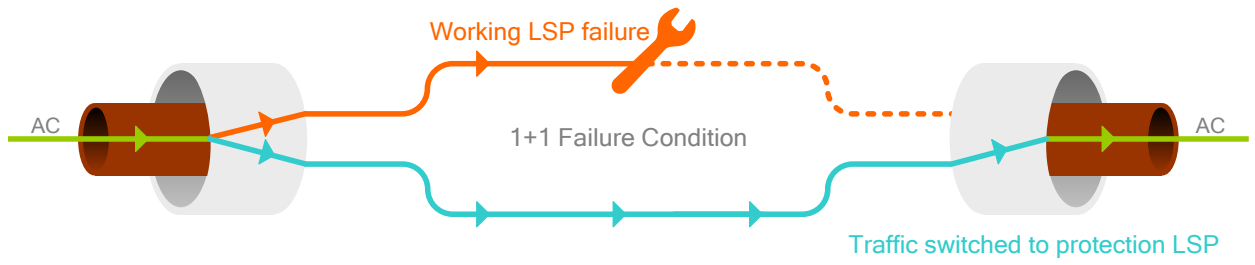 Working LSP failure
AC
1+1 Failure Condition
AC
Traffic switched to protection LSP